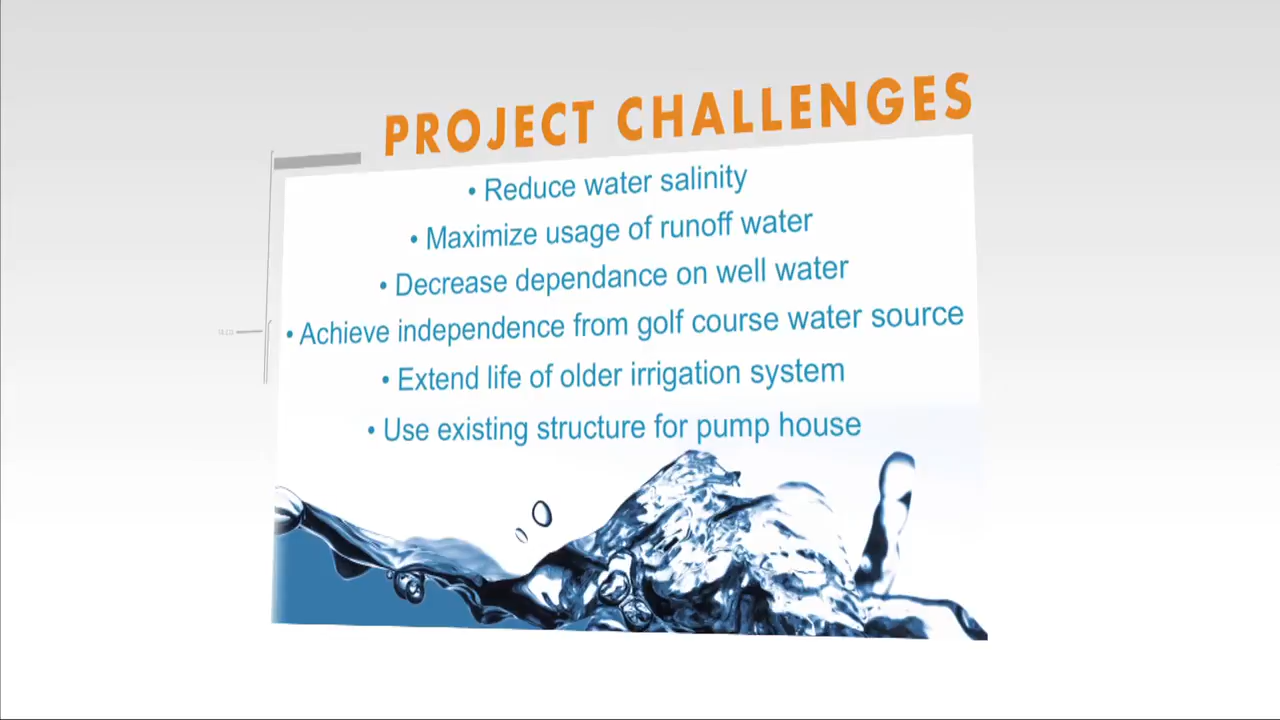 PROJECT CHALLENGES
• Reduce water salinity
• Maximize usage of runoff water
• Decrease dependance on well water
• Achieve independence from golf course water source
• Extend life of older irrigation system
• Use existing structure for pump house